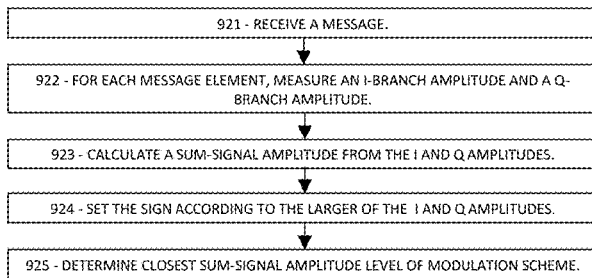 921 - RECEIVE A MESSAGE.
922 - FOR EACH MESSAGE ELEMENT, MEASURE AN I-BRANCH AMPLITUDE AND A Q-
BRANCH AMPLITUDE.
923 - CALCULATE A SUM-SIGNAL AMPLITUDE FROM THE I AND Q AMPLITUDES.
924 - SET THE SIGN ACCORDING TO THE LARGER OF THE I AND Q AMPLITUDES.
925 - DETERMINE CLOSEST SUM-SIGNAL AMPLITUDE LEVEL OF MODULATION SCHEME.